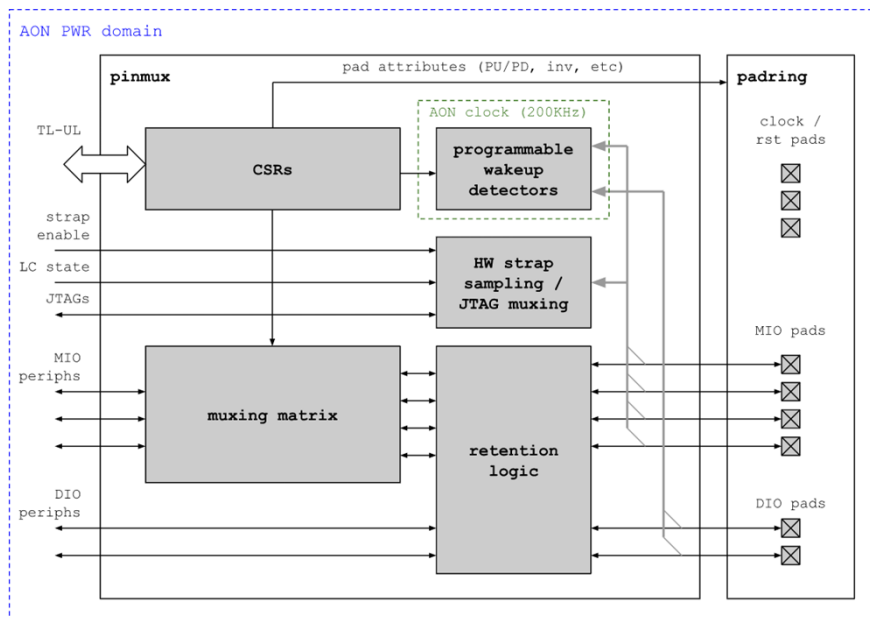 AON PWR domain
pad attributes (PU/PD, inv, etc)
pinmux
padring
AON clock (200KHz)
clock /
rst pads
TL-UL
CSRs
programmable
wakeup
detectors
strap
enable
LC state
JTAGs
HW strap
sampling /
JTAG muxing
MIO pads
MIO
periphs
muxing matrix
retention
logic
DIO
periphs
DIO pads